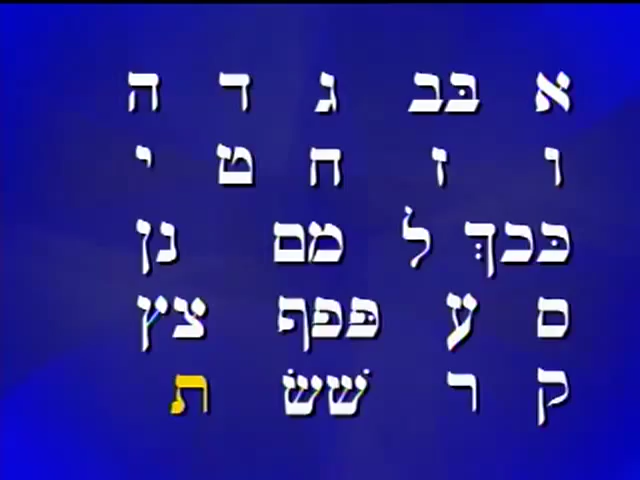 א בּב ג ד ה
ו ז ח ט י
כּכךְ ל מם נן
ס ע פּפף צץ
ק ר שׁשׂ ת